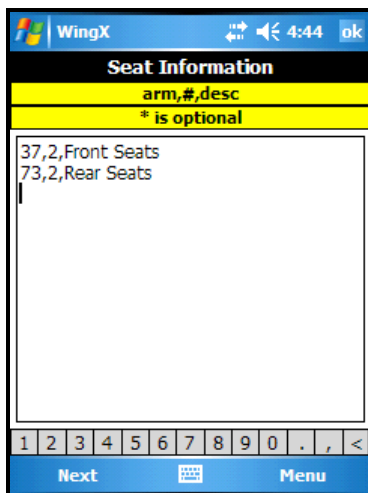 WingX 4:44 ok
Seat Information
arm,#,desc
* is optional
37,2,Front Seats
73,2,Rear Seats
1 2 3 4 5 6 7 8 9 0 . , <
Next Menu